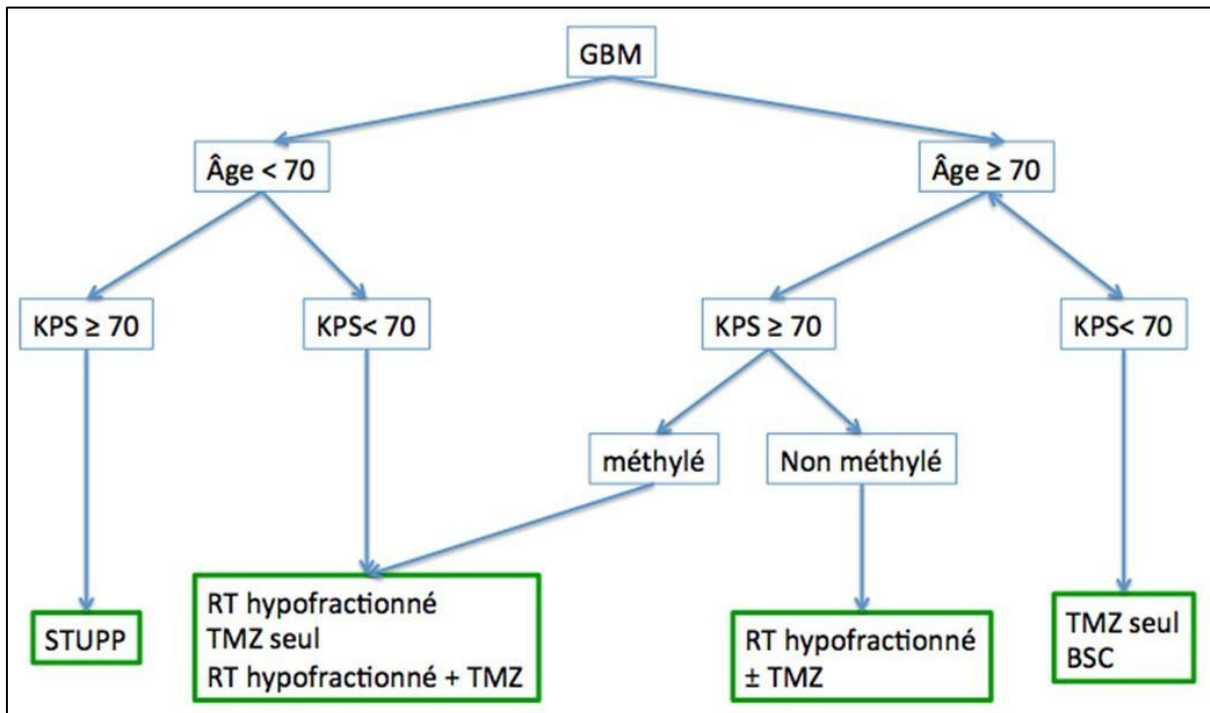 GBM
Âge < 70
Âge ≥ 70
KPS ≥ 70
KPS< 70
KPS ≥ 70
KPS< 70
méthylé
Non méthylé
STUPP
RT hypofractionné
TMZ seul
RT hypofractionné + TMZ
RT hypofractionné
± TMZ
TMZ seul
BSC